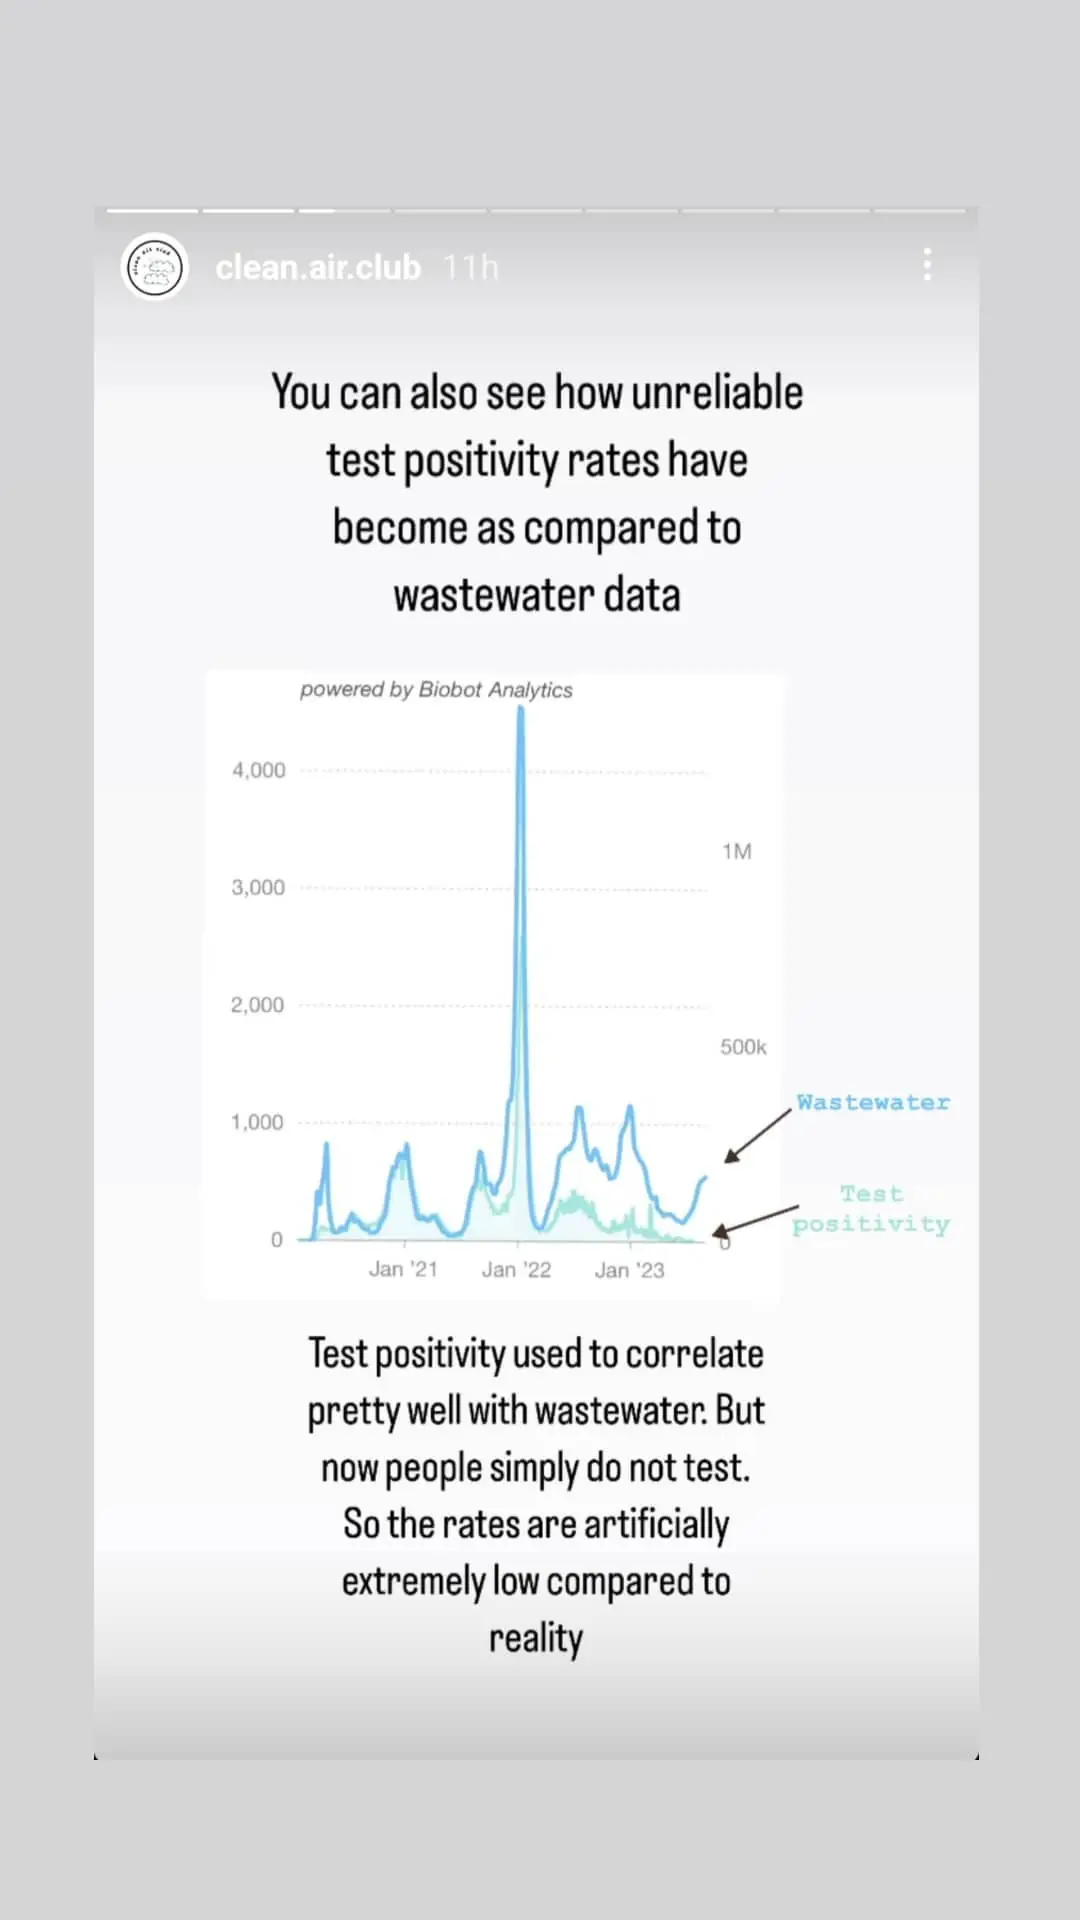 clean.air.club 11h
You can also see how unreliable
test positivity rates have
become as compared to
wastewater data
powered by Biobot Analytics
4,000
1M
3,000
2,000
500k
Wastewater
1,000
Test
positivity
0
0
Jan '21 Jan '22 Jan '23
Test positivity used to correlate
pretty well with wastewater. But
now people simply do not test.
So the rates are artificially
extremely low compared to
reality